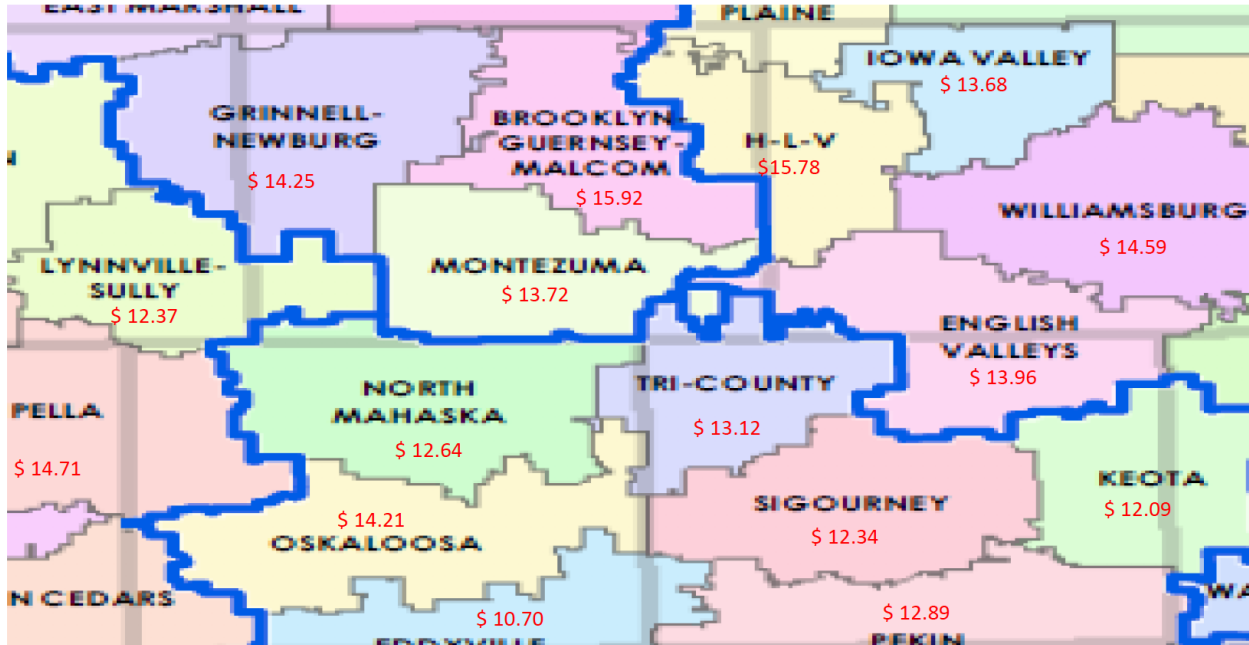 EAST MARSHALL
PLAINE
IOWA VALLEY
$ 13.68
GRINNELL-
NEWBURG
$ 14.25
BROOKLYN-
GUERNSEY-
MALCOM
$ 15.92
H-L-V
$15.78
WILLIAMSBURG
$ 14.59
N
LYNNVILLE-
SULLY
$ 12.37
MONTEZUMA
$ 13.72
ENGLISH
VALLEYS
$ 13.96
PELLA
$ 14.71
NORTH
MAHASKA
$ 12.64
TRI-COUNTY
$ 13.12
KEOTA
$ 12.09
SIGOURNEY
$ 12.34
$ 14.21
OSKALOOSA
N CEDARS
$ 10.70
EDDYVILLE
$ 12.89
PEKIN
WA